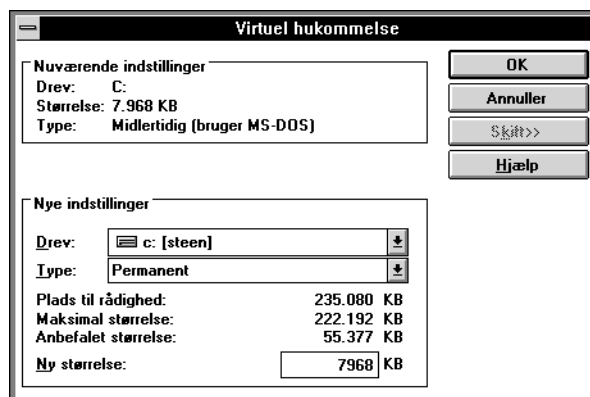 Virtuel hukommelse
Nuværende indstillinger
Drev: C:
Størrelse: 7.968 KB
Type: Midlertidig (bruger MS-DOS)
OK
Annuller
Skift>>
Hjælp
Nye indstillinger
Drev: c: [steen]
Type: Permanent
Plads til rådighed: 235.080 KB
Maksimal størrelse: 222.192 KB
Anbefalet størrelse: 55.377 KB
Ny størrelse: 7968 KB